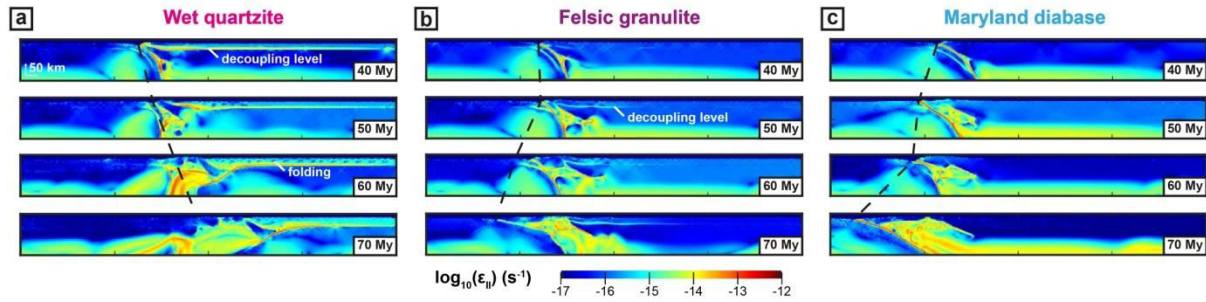 a
Wet quartzite
decoupling level
50 km
40 My
50 My
folding
60 My
70 My
b
Felsic granulite
40 My
decoupling level
50 My
60 My
70 My
c
Maryland diabase
40 My
50 My
60 My
70 My
log₁₀(ε_II) (s⁻¹)
-17 -16 -15 -14 -13 -12